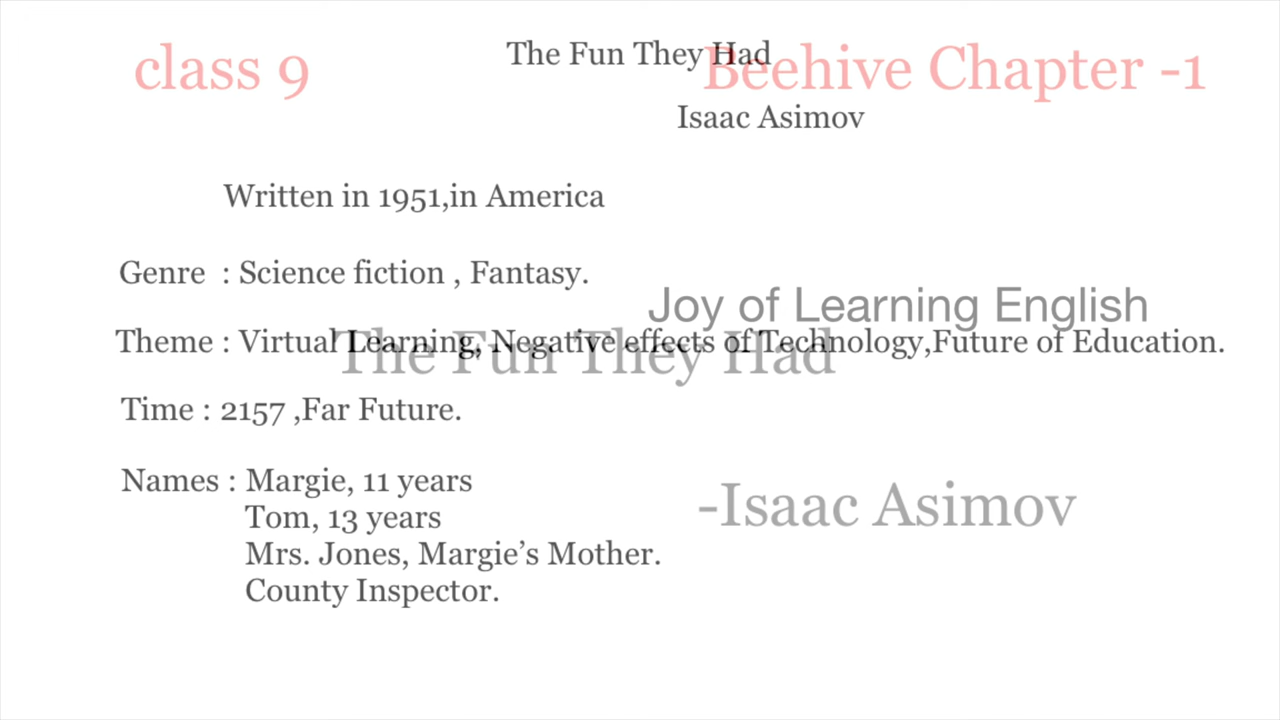 The Fun They Had
class 9
Beehive Chapter -1
Isaac Asimov
Written in 1951,in America
Genre : Science fiction , Fantasy.
Joy of Learning English
Theme : Virtual Learning, Negative effects of Technology,Future of Education.
The Fun They Had
Time : 2157 ,Far Future.
Names : Margie, 11 years
-Isaac Asimov
Tom, 13 years
Mrs. Jones, Margie’s Mother.
County Inspector.